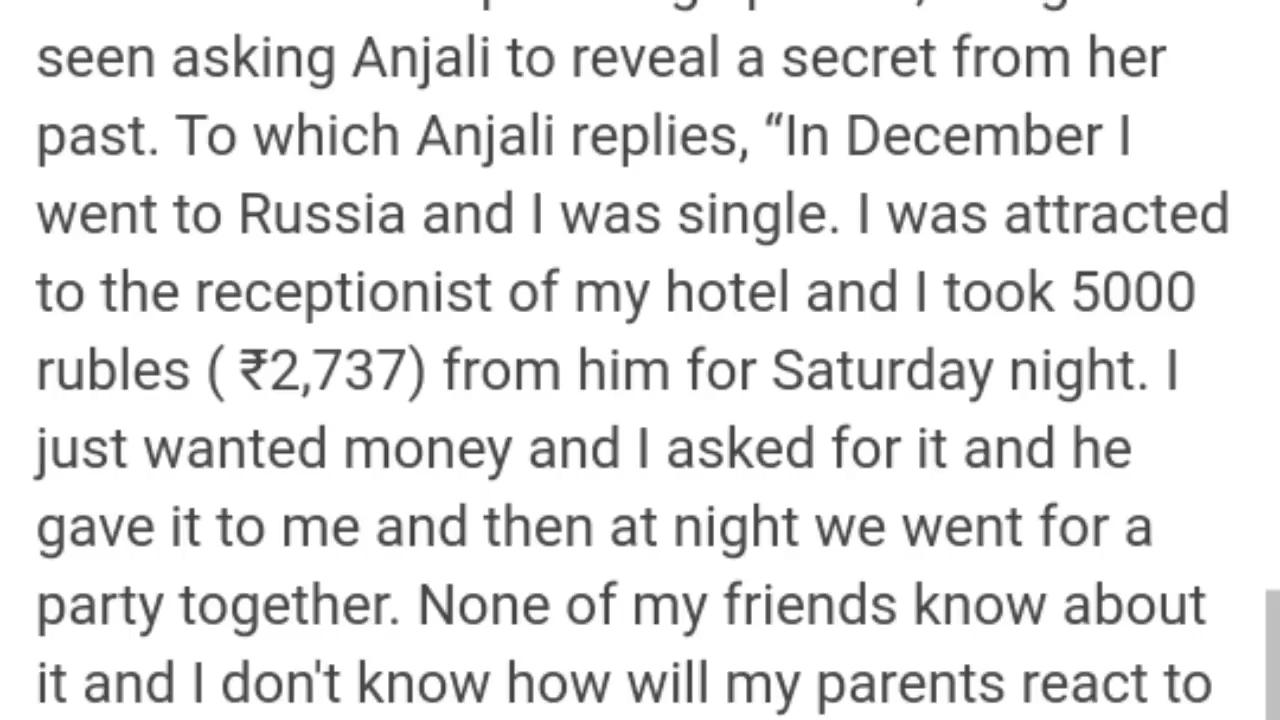 seen asking Anjali to reveal a secret from her
past. To which Anjali replies, “In December I
went to Russia and I was single. I was attracted
to the receptionist of my hotel and I took 5000
rubles ( ₹2,737) from him for Saturday night. I
just wanted money and I asked for it and he
gave it to me and then at night we went for a
party together. None of my friends know about
it and I don't know how will my parents react to